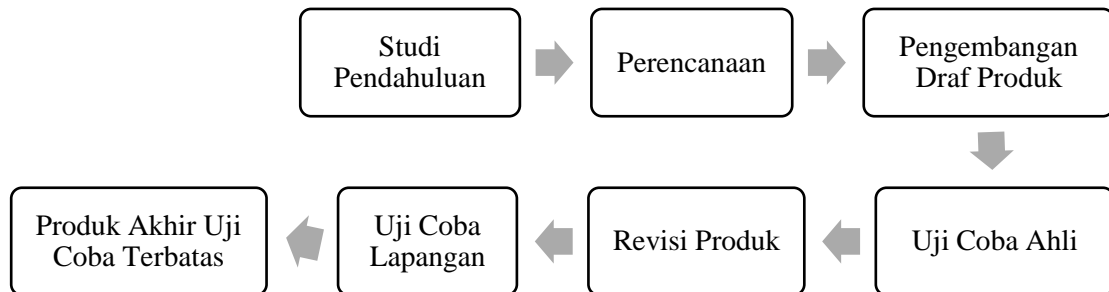 Studi
Pendahuluan
Perencanaan
Pengembangan
Draf Produk
Uji Coba Ahli
Revisi Produk
Uji Coba
Lapangan
Produk Akhir Uji
Coba Terbatas